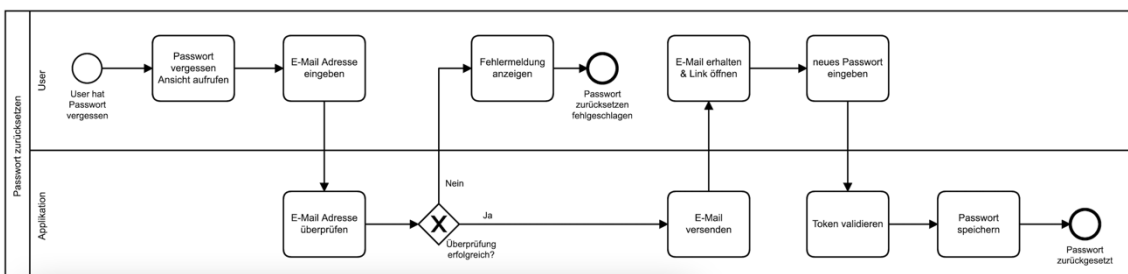 Passwort zurücksetzen
User
User hat
Passwort
vergessen
Passwort
vergessen
Ansicht aufrufen
E-Mail Adresse
eingeben
Fehlermeldung
anzeigen
Passwort
zurücksetzen
fehlgeschlagen
E-Mail erhalten
& Link öffnen
neues Passwort
eingeben
Applikation
E-Mail Adresse
überprüfen
Nein
X
Überprüfung
erfolgreich?
Ja
E-Mail
versenden
Token validieren
Passwort
speichern
Passwort
zurückgesetzt